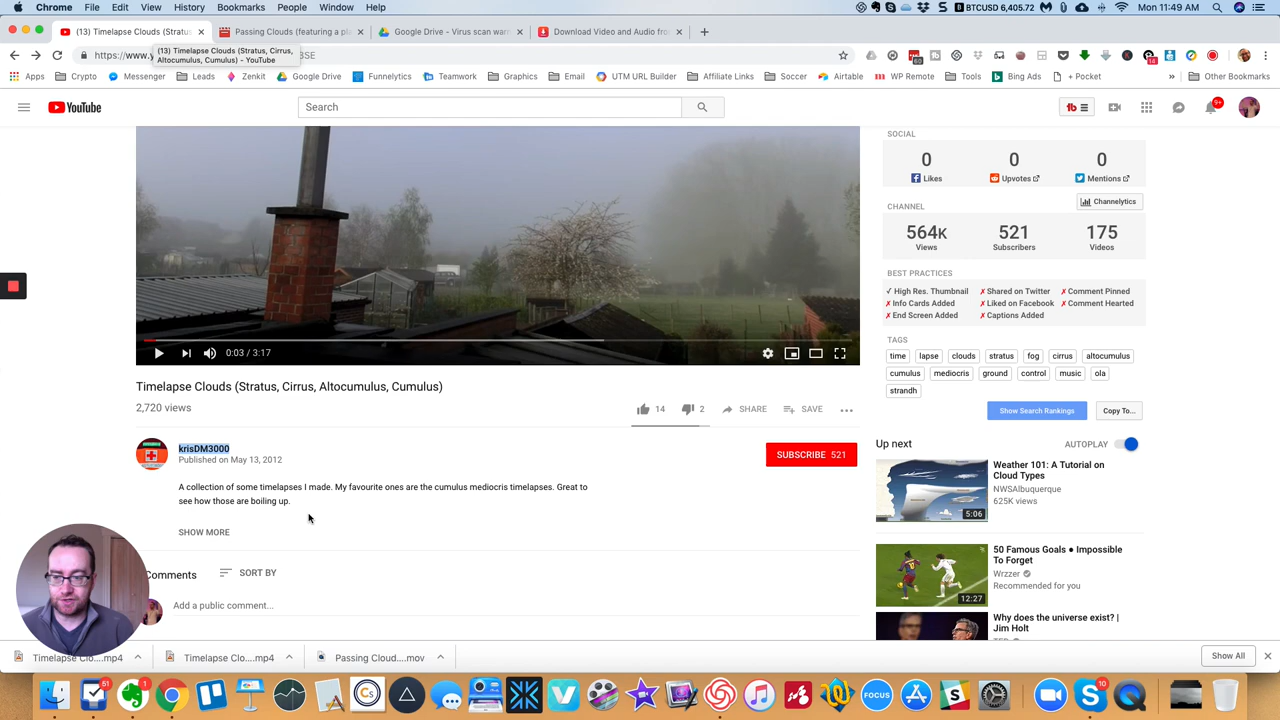 Chrome File Edit View History Bookmarks People Window Help
BTCUSD 6,405.72 Mon 11:49 AM
(13) Timelapse Clouds (Stratus
Passing Clouds (featuring a pla
Google Drive - Virus scan warn
Download Video and Audio fro
(13) Timelapse Clouds (Stratus, Cirrus,
Altocumulus, Cumulus) - YouTube
https://www.y
Apps Crypto Messenger Leads Zenkit Google Drive Funnelytics Teamwork Graphics Email UTM URL Builder Affiliate Links Soccer Airtable WP Remote Tools Bing Ads + Pocket » Other Bookmarks
YouTube
Search
9+
SOCIAL
0 0 0
Likes Upvotes Mentions
CHANNEL
Channelytics
564K 521 175
Views Subscribers Videos
BEST PRACTICES
✓ High Res. Thumbnail ✗ Shared on Twitter ✗ Comment Pinned
✗ Info Cards Added ✗ Liked on Facebook ✗ Comment Hearted
✗ End Screen Added ✗ Captions Added
TAGS
time lapse clouds stratus fog cirrus altocumulus
cumulus mediocris ground control music ola
strandh
Show Search Rankings Copy To...
0:03 / 3:17
Timelapse Clouds (Stratus, Cirrus, Altocumulus, Cumulus)
2,720 views
14 2 SHARE SAVE
krisDM3000
Published on May 13, 2012
SUBSCRIBE 521
A collection of some timelapses I made. My favourite ones are the cumulus mediocris timelapses. Great to
see how those are boiling up.
SHOW MORE
Comments
SORT BY
Add a public comment...
Up next
AUTOPLAY
Weather 101: A Tutorial on
Cloud Types
NWSAlbuquerque
625K views
5:06
50 Famous Goals ● Impossible
To Forget
Wrzzer
Recommended for you
12:27
Why does the universe exist? |
Jim Holt
Timelapse Clo....mp4
Timelapse Clo....mp4
Passing Cloud....mov
Show All
51
1
FOCUS
10